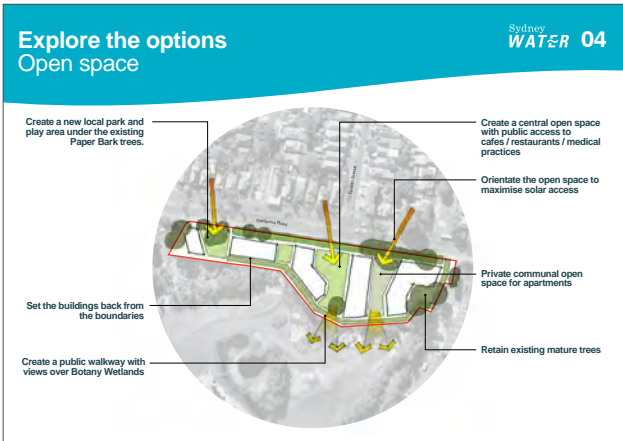 Explore the options
Open space
Sydney
WATER 04
Create a new local park and
play area under the existing
Paper Bark trees.
Create a central open space
with public access to
cafes / restaurants / medical
practices
Orientate the open space to
maximise solar access
Gardeners Road
Private communal open
space for apartments
Set the buildings back from
the boundaries
Retain existing mature trees
Create a public walkway with
views over Botany Wetlands